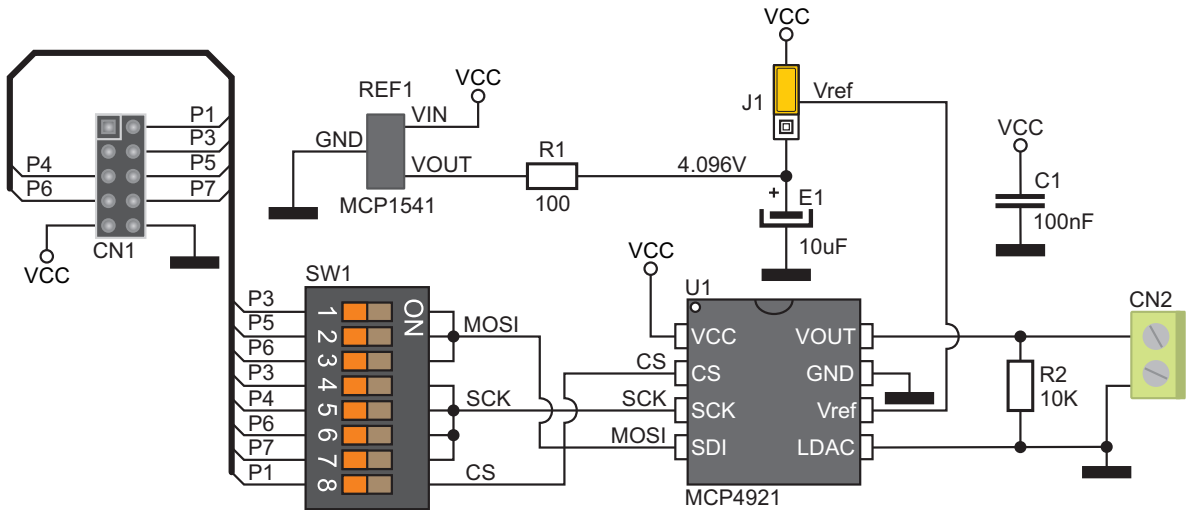 VCC
REF1
VCC
J1
Vref
P1
VIN
P3
GND
VCC
P4
P5
VOUT
R1
4.096V
C1
P6
P7
MCP1541
100
+
E1
100nF
CN1
10uF
VCC
VCC
SW1
U1
CN2
P3
1
ON
MOSI
P5
2
VCC
VOUT
P6
3
CS
CS
GND
R2
P3
4
10K
P4
5
SCK
SCK
SCK
Vref
P6
6
MOSI
SDI
LDAC
P7
7
P1
8
CS
MCP4921